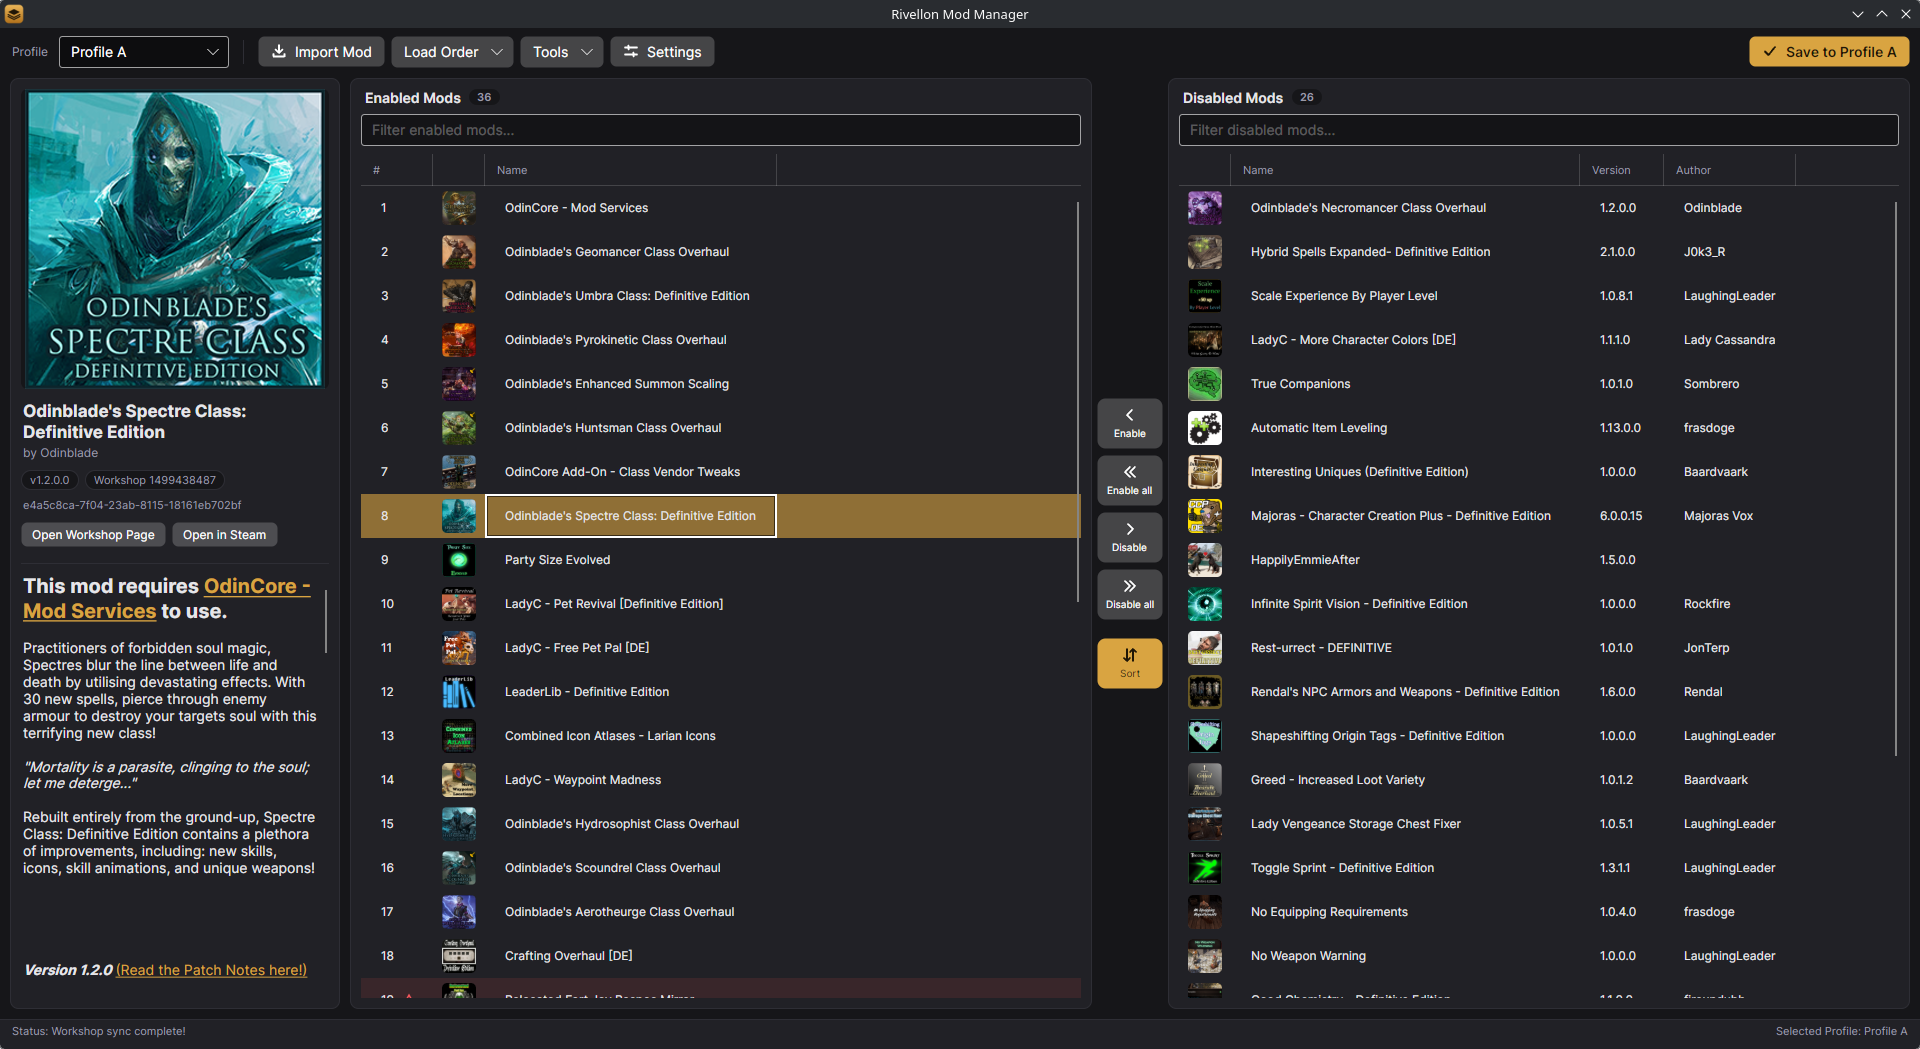 Rivellon Mod Manager
Profile
Profile A
Import Mod
Load Order
Tools
Settings
Save to Profile A
ODINBLADE'S
SPECTRE CLASS
DEFINITIVE EDITION
Odinblade's Spectre Class:
Definitive Edition
by Odinblade
v1.2.0.0
Workshop 1499438487
e4a5c8ca-7f04-23ab-8115-18161eb702bf
Open Workshop Page
Open in Steam
This mod requires OdinCore -
Mod Services to use.
Practitioners of forbidden soul magic,
Spectres blur the line between life and
death by utilising devastating effects. With
30 new spells, pierce through enemy
armour to destroy your targets soul with this
terrifying new class!
"Mortality is a parasite, clinging to the soul;
let me deterge..."
Rebuilt entirely from the ground-up, Spectre
Class: Definitive Edition contains a plethora
of improvements, including: new skills,
icons, skill animations, and unique weapons!
Version 1.2.0 (Read the Patch Notes here!)
Enabled Mods 36
Filter enabled mods...
# Name
1 OdinCore - Mod Services
2 Odinblade's Geomancer Class Overhaul
3 Odinblade's Umbra Class: Definitive Edition
4 Odinblade's Pyrokinetic Class Overhaul
5 Odinblade's Enhanced Summon Scaling
6 Odinblade's Huntsman Class Overhaul
7 OdinCore Add-On - Class Vendor Tweaks
8 Odinblade's Spectre Class: Definitive Edition
9 Party Size Evolved
10 LadyC - Pet Revival [Definitive Edition]
11 LadyC - Free Pet Pal [DE]
12 LeaderLib - Definitive Edition
13 Combined Icon Atlases - Larian Icons
14 LadyC - Waypoint Madness
15 Odinblade's Hydrosophist Class Overhaul
16 Odinblade's Scoundrel Class Overhaul
17 Odinblade's Aerotheurge Class Overhaul
18 Crafting Overhaul [DE]
Enable
Enable all
Disable
Disable all
Sort
Disabled Mods 26
Filter disabled mods...
Name Version Author
Odinblade's Necromancer Class Overhaul 1.2.0.0 Odinblade
Hybrid Spells Expanded- Definitive Edition 2.1.0.0 J0k3_R
Scale Experience By Player Level 1.0.8.1 LaughingLeader
LadyC - More Character Colors [DE] 1.1.1.0 Lady Cassandra
True Companions 1.0.1.0 Sombrero
Automatic Item Leveling 1.13.0.0 frasdoge
Interesting Uniques (Definitive Edition) 1.0.0.0 Baardvaark
Majoras - Character Creation Plus - Definitive Edition 6.0.0.15 Majoras Vox
HappilyEmmieAfter 1.5.0.0
Infinite Spirit Vision - Definitive Edition 1.0.0.0 Rockfire
Rest-urrect - DEFINITIVE 1.0.1.0 JonTerp
Rendal's NPC Armors and Weapons - Definitive Edition 1.6.0.0 Rendal
Shapeshifting Origin Tags - Definitive Edition 1.0.0.0 LaughingLeader
Greed - Increased Loot Variety 1.0.1.2 Baardvaark
Lady Vengeance Storage Chest Fixer 1.0.5.1 LaughingLeader
Toggle Sprint - Definitive Edition 1.3.1.1 LaughingLeader
No Equipping Requirements 1.0.4.0 frasdoge
No Weapon Warning 1.0.0.0 LaughingLeader
Status: Workshop sync complete!
Selected Profile: Profile A